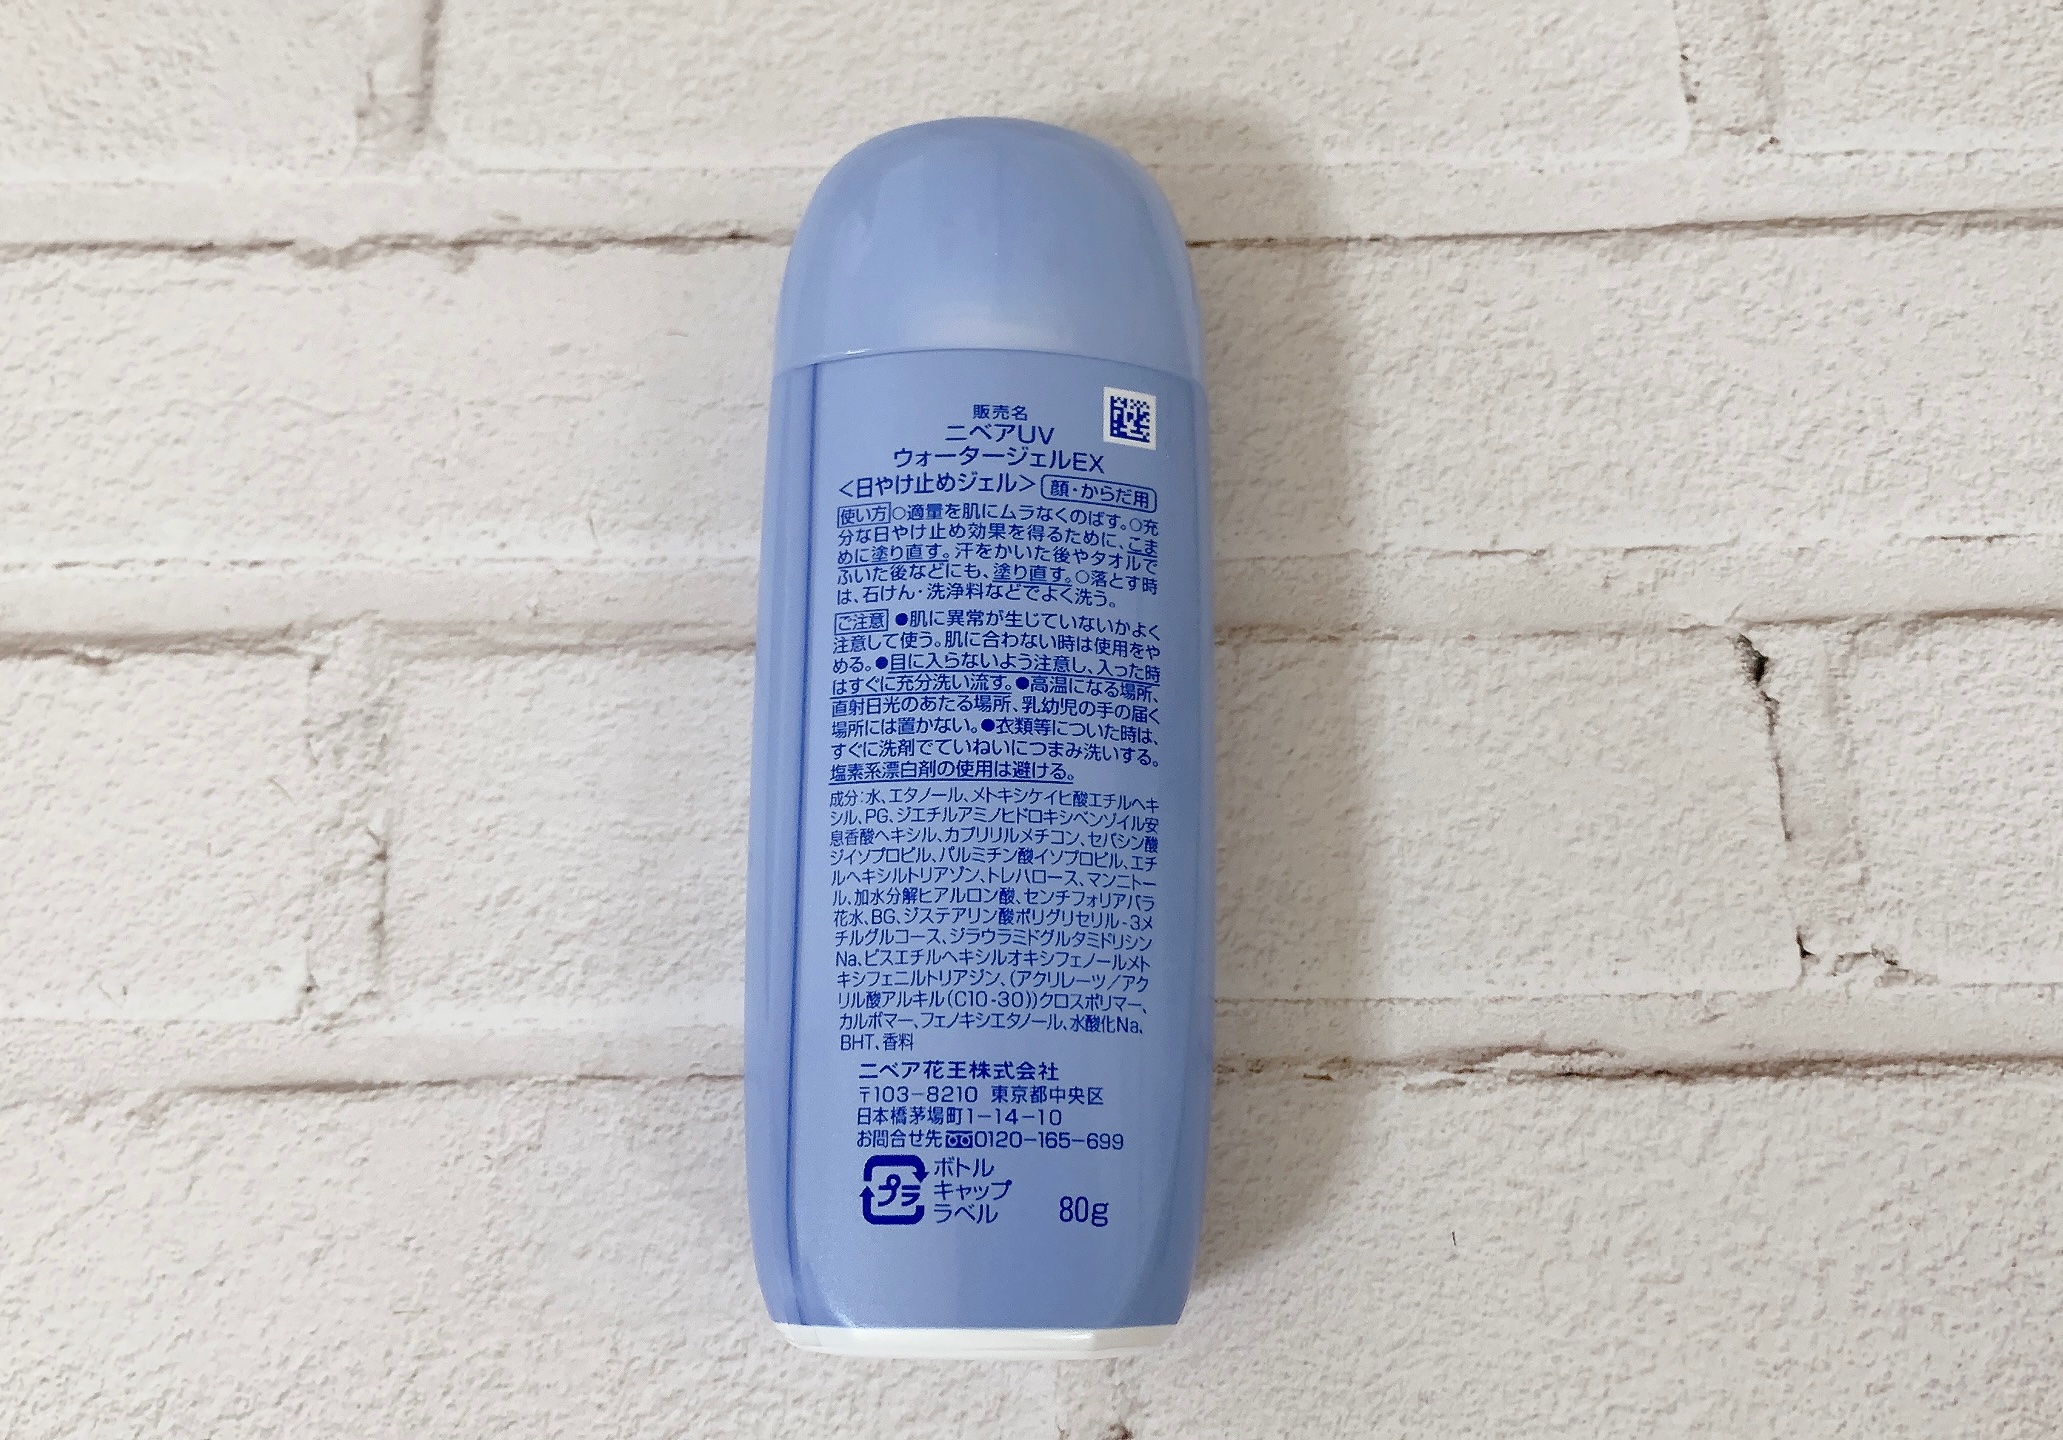 販売名
ニベアUV
ウォータージェルEX
<日やけ止めジェル> 顔・からだ用
使い方 ○適量を肌にムラなくのばす。○充
分な日やけ止め効果を得るために、こま
めに塗り直す。汗をかいた後やタオルで
ふいた後などにも、塗り直す。○落とす時
は、石けん・洗浄料などでよく洗う。
ご注意 ●肌に異常が生じていないかよく
注意して使う。肌に合わない時は使用をや
める。●目に入らないよう注意し、入った時
はすぐに充分洗い流す。●高温になる場所、
直射日光のあたる場所、乳幼児の手の届く
場所には置かない。●衣類等についた時は、
すぐに洗剤でていねいにつまみ洗いする。
塩素系漂白剤の使用は避ける。
成分：水、エタノール、メトキシケイヒ酸エチルヘキ
シル、PG、ジエチルアミノヒドロキシベンゾイル安
息香酸ヘキシル、カプリリルメチコン、セバシン酸
ジイソプロピル、パルミチン酸イソプロピル、エチ
ルヘキシルトリアゾン、トレハロース、マンニトー
ル、加水分解ヒアルロン酸、センチフォリアバラ
花水、BG、ジステアリン酸ポリグリセリル-3メ
チルグルコース、ジラウラミドグルタミドリシン
Na、ビスエチルヘキシルオキシフェノールメト
キシフェニルトリアジン、(アクリレーツ/アク
リル酸アルキル(C10-30))クロスポリマー、
カルボマー、フェノキシエタノール、水酸化Na、
BHT、香料
ニベア花王株式会社
〒103-8210 東京都中央区
日本橋茅場町1-14-10
お問合せ先 0120-165-699
プラ ボトル
キャップ
ラベル 80g